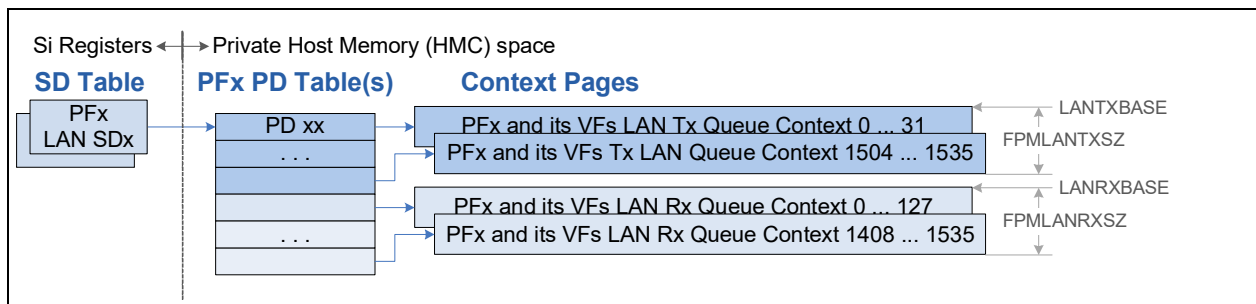 Si Registers
Private Host Memory (HMC) space
SD Table
PFx PD Table(s)
Context Pages
PFx
LAN SDx
PD xx
. . .
. . .
PFx and its VFs LAN Tx Queue Context 0 ... 31
PFx and its VFs Tx LAN Queue Context 1504 ... 1535
PFx and its VFs LAN Rx Queue Context 0 ... 127
PFx and its VFs LAN Rx Queue Context 1408 ... 1535
LANTXBASE
FPMLANTXSZ
LANRXBASE
FPMLANRXSZ